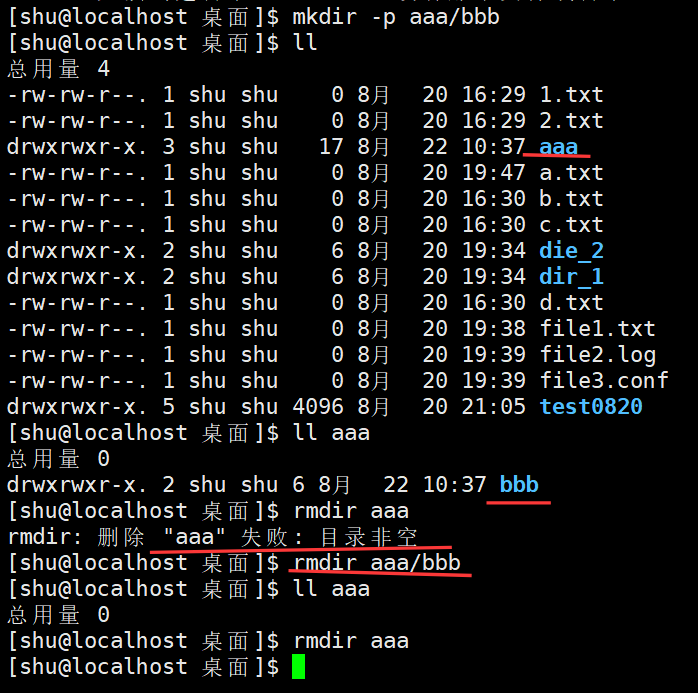 [shu@localhost 桌面]$ mkdir -p aaa/bbb
[shu@localhost 桌面]$ ll
总用量 4
-rw-rw-r--. 1 shu shu    0 8月  20 16:29 1.txt
-rw-rw-r--. 1 shu shu    0 8月  20 16:29 2.txt
drwxrwxr-x. 3 shu shu   17 8月  22 10:37 aaa
-rw-rw-r--. 1 shu shu    0 8月  20 19:47 a.txt
-rw-rw-r--. 1 shu shu    0 8月  20 16:30 b.txt
-rw-rw-r--. 1 shu shu    0 8月  20 16:30 c.txt
drwxrwxr-x. 2 shu shu    6 8月  20 19:34 die_2
drwxrwxr-x. 2 shu shu    6 8月  20 19:34 dir_1
-rw-rw-r--. 1 shu shu    0 8月  20 16:30 d.txt
-rw-rw-r--. 1 shu shu    0 8月  20 19:38 file1.txt
-rw-rw-r--. 1 shu shu    0 8月  20 19:39 file2.log
-rw-rw-r--. 1 shu shu    0 8月  20 19:39 file3.conf
drwxrwxr-x. 5 shu shu 4096 8月  20 21:05 test0820
[shu@localhost 桌面]$ ll aaa
总用量 0
drwxrwxr-x. 2 shu shu 6 8月  22 10:37 bbb
[shu@localhost 桌面]$ rmdir aaa
rmdir: 删除 "aaa" 失败: 目录非空
[shu@localhost 桌面]$ rmdir aaa/bbb
[shu@localhost 桌面]$ ll aaa
总用量 0
[shu@localhost 桌面]$ rmdir aaa
[shu@localhost 桌面]$